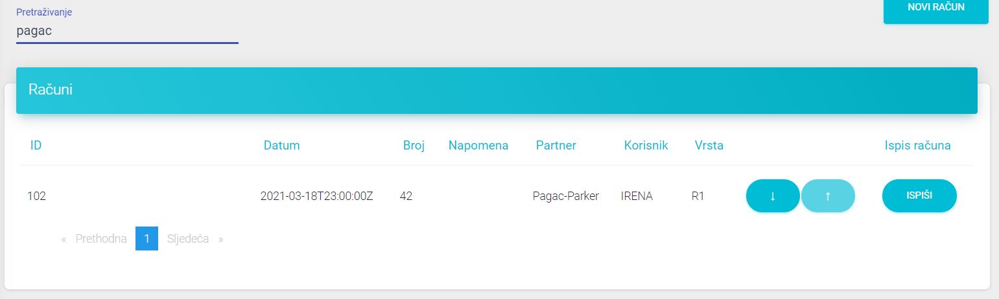 Pretraživanje
pagac
NOVI RAČUN
Računi
ID Datum Broj Napomena Partner Korisnik Vrsta Ispis računa
102 2021-03-18T23:00:00Z 42 Pagac-Parker IRENA R1 ↓ ↑ ISPIŠI
« Prethodna 1 Sljedeća »